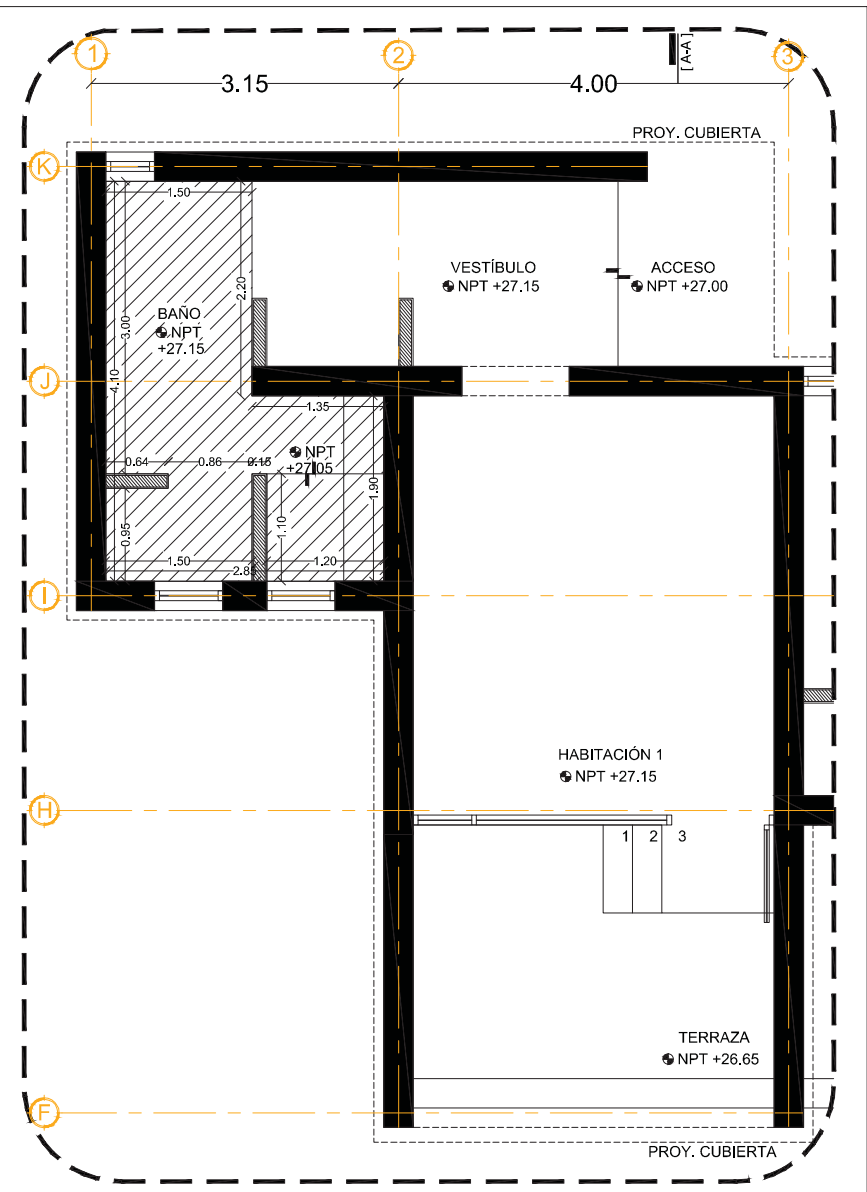 1
2
3
[A-A ]
3.15
4.00
PROY. CUBIERTA
K
1.50
VESTÍBULO
NPT +27.15
ACCESO
NPT +27.00
2.20
BAÑO
NPT
+27.15
3.00
4.10
J
1.35
NPT
+27.05
0.64
0.86
0.15
1.90
1.10
0.95
1.50
1.20
2.85
I
HABITACIÓN 1
NPT +27.15
H
1
2
3
TERRAZA
NPT +26.65
F
PROY. CUBIERTA